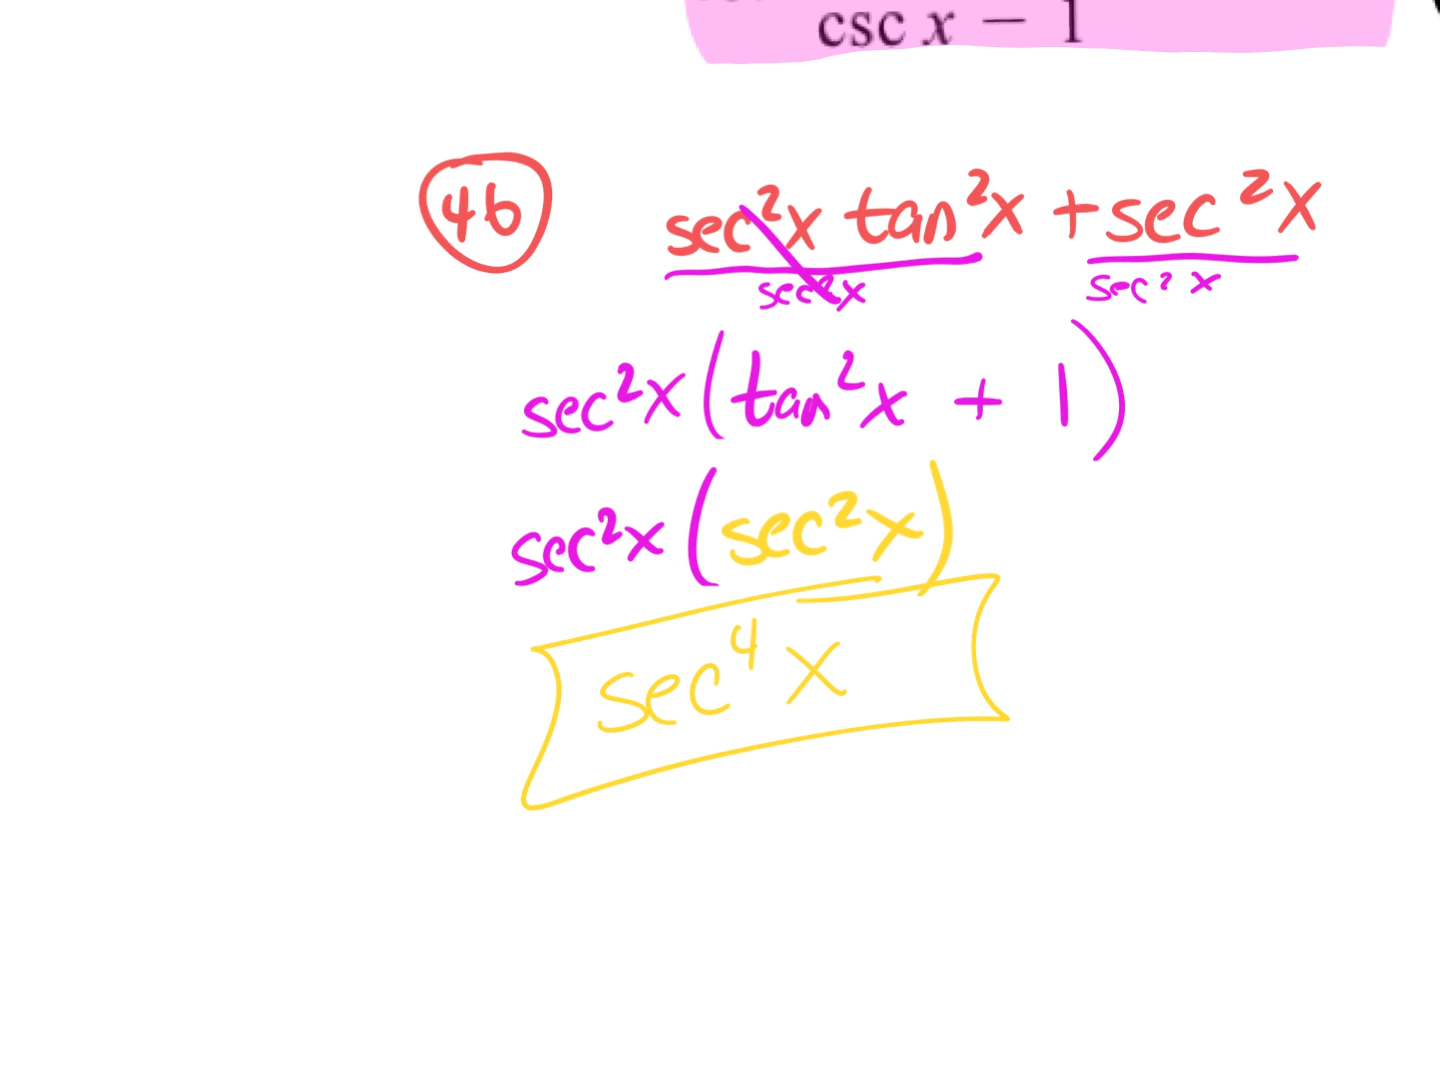 csc x − 1
46 sec²x tan²x + sec²x
sec²x sec²x
sec²x(tan²x + 1)
sec²x(sec²x)
sec⁴x